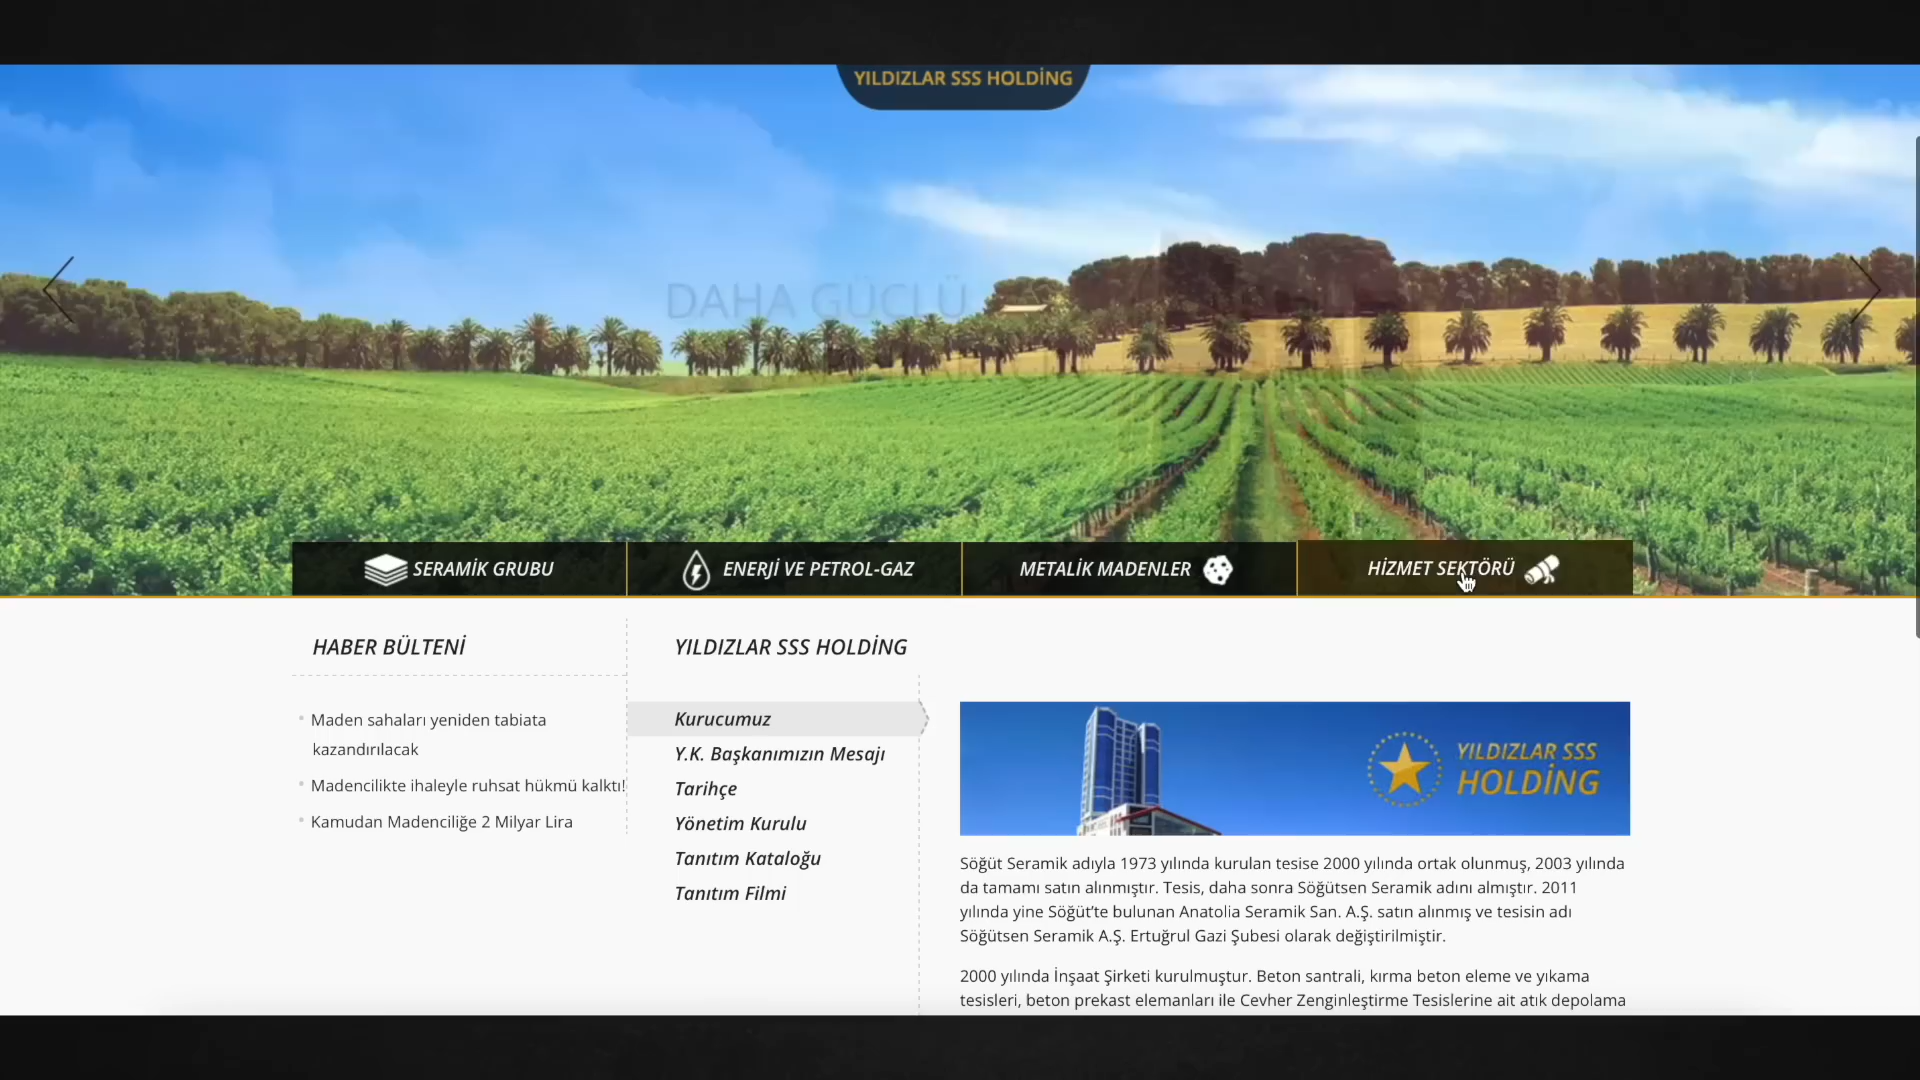 YILDIZLAR SSS HOLDİNG
DAHA GÜÇLÜ
SERAMİK GRUBU
ENERJİ VE PETROL-GAZ
METALİK MADENLER
HİZMET SEKTÖRÜ
HABER BÜLTENİ
Maden sahaları yeniden tabiata
kazandırılacak
Madencilikte ihaleyle ruhsat hükmü kalktı!
Kamudan Madenciliğe 2 Milyar Lira
YILDIZLAR SSS HOLDİNG
Kurucumuz
Y.K. Başkanımızın Mesajı
Tarihçe
Yönetim Kurulu
Tanıtım Kataloğu
Tanıtım Filmi
YILDIZLAR SSS
HOLDİNG
Söğüt Seramik adıyla 1973 yılında kurulan tesise 2000 yılında ortak olunmuş, 2003 yılında
da tamamı satın alınmıştır. Tesis, daha sonra Söğütsen Seramik adını almıştır. 2011
yılında yine Söğüt’te bulunan Anatolia Seramik San. A.Ş. satın alınmış ve tesisin adı
Söğütsen Seramik A.Ş. Ertuğrul Gazi Şubesi olarak değiştirilmiştir.
2000 yılında İnşaat Şirketi kurulmuştur. Beton santrali, kırma beton eleme ve yıkama
tesisleri, beton prekast elemanları ile Cevher Zenginleştirme Tesislerine ait atık depolama